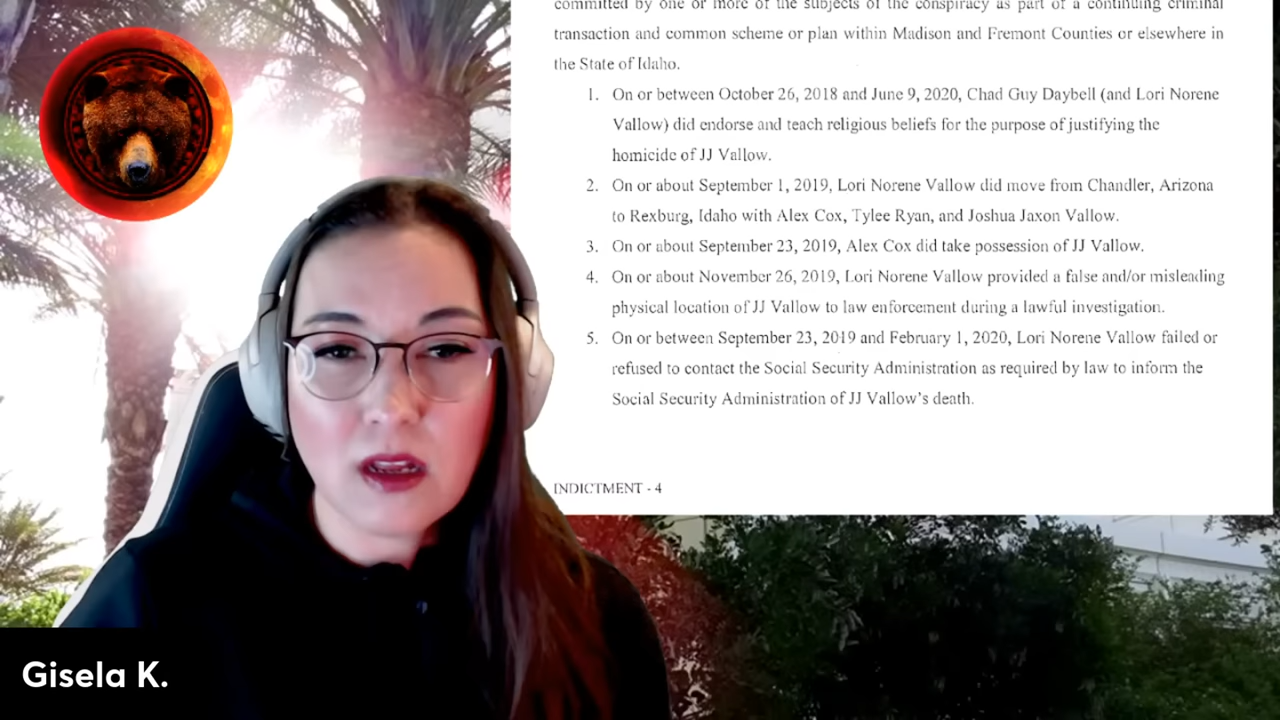 committed by one or more of the subjects of the conspiracy as part of a continuing criminal
transaction and common scheme or plan within Madison and Fremont Counties or elsewhere in
the State of Idaho.
1. On or between October 26, 2018 and June 9, 2020, Chad Guy Daybell (and Lori Norene
Vallow) did endorse and teach religious beliefs for the purpose of justifying the
homicide of JJ Vallow.
2. On or about September 1, 2019, Lori Norene Vallow did move from Chandler, Arizona
to Rexburg, Idaho with Alex Cox, Tylee Ryan, and Joshua Jaxon Vallow.
3. On or about September 23, 2019, Alex Cox did take possession of JJ Vallow.
4. On or about November 26, 2019, Lori Norene Vallow provided a false and/or misleading
physical location of JJ Vallow to law enforcement during a lawful investigation.
5. On or between September 23, 2019 and February 1, 2020, Lori Norene Vallow failed or
refused to contact the Social Security Administration as required by law to inform the
Social Security Administration of JJ Vallow's death.
INDICTMENT - 4
Gisela K.